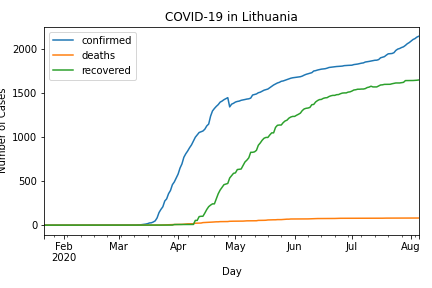 COVID-19 in Lithuania
confirmed
deaths
recovered
2000
1500
1000
500
0
Number of Cases
Feb
2020
Mar
Apr
May
Jun
Jul
Aug
Day